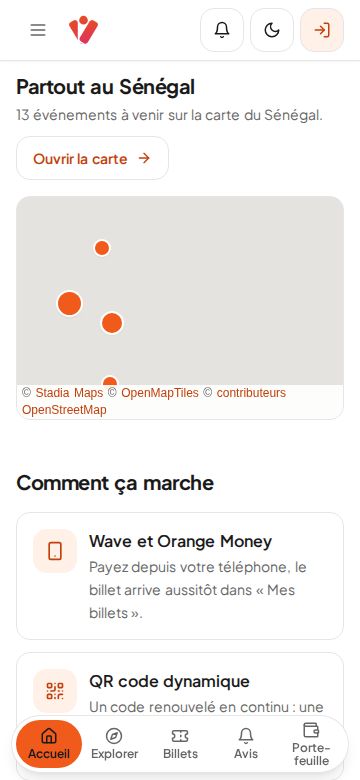 Partout au Sénégal
13 événements à venir sur la carte du Sénégal.
Ouvrir la carte
© Stadia Maps © OpenMapTiles © contributeurs
OpenStreetMap
Comment ça marche
Wave et Orange Money
Payez depuis votre téléphone, le
billet arrive aussitôt dans « Mes
billets ».
QR code dynamique
Un code renouvelé en continu : une
Accueil
Explorer
Billets
Avis
Porte-
feuille